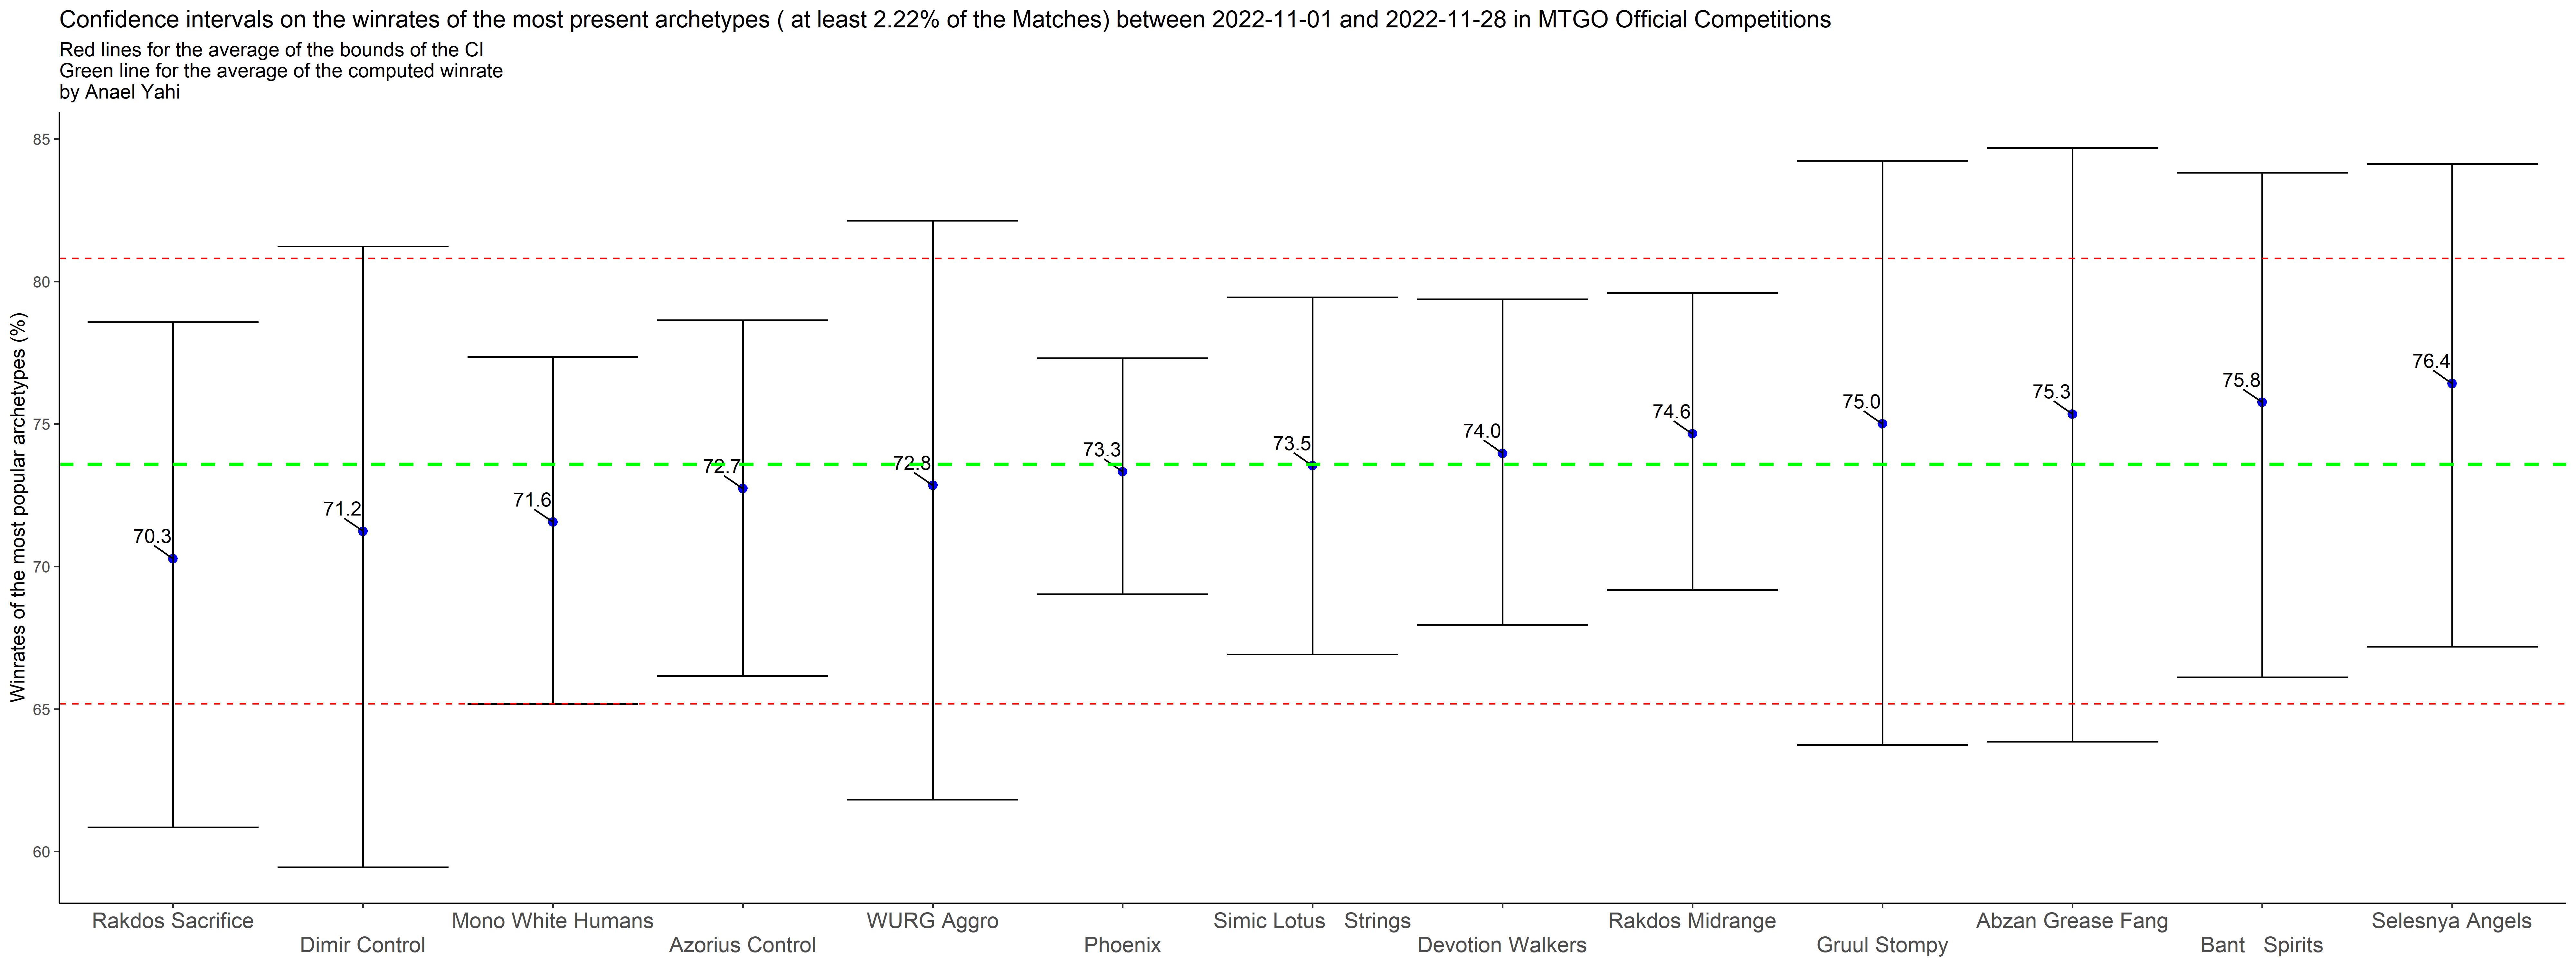 Confidence intervals on the winrates of the most present archetypes ( at least 2.22% of the Matches) between 2022-11-01 and 2022-11-28 in MTGO Official Competitions
Red lines for the average of the bounds of the CI
Green line for the average of the computed winrate
by Anael Yahi
Winrates of the most popular archetypes (%)
85
80
75
70
65
60
70.3
71.2
71.6
72.7
72.8
73.3
73.5
74.0
74.6
75.0
75.3
75.8
76.4
Rakdos Sacrifice
Dimir Control
Mono White Humans
Azorius Control
WURG Aggro
Phoenix
Simic Lotus   Strings
Devotion Walkers
Rakdos Midrange
Gruul Stompy
Abzan Grease Fang
Bant   Spirits
Selesnya Angels